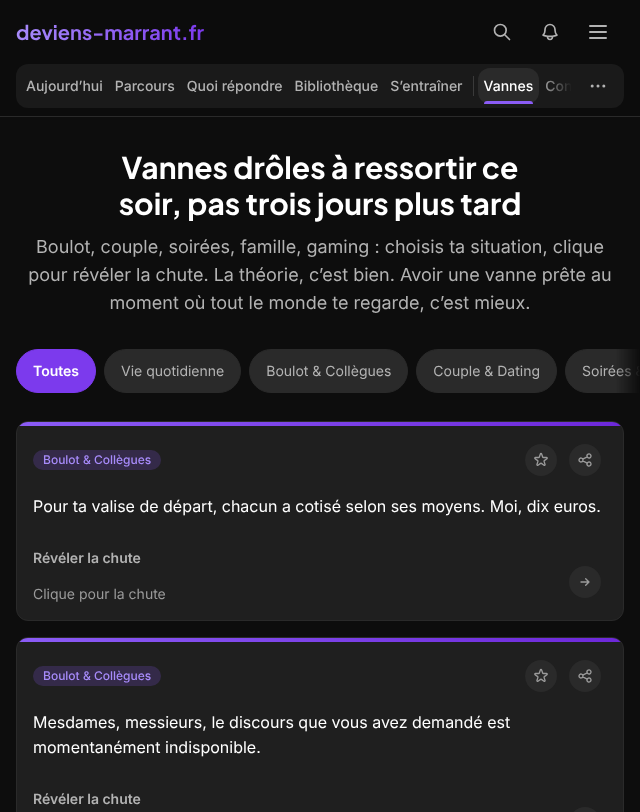 deviens-marrant.fr
Aujourd’hui Parcours Quoi répondre Bibliothèque S’entraîner Vannes
Vannes drôles à ressortir ce
soir, pas trois jours plus tard
Boulot, couple, soirées, famille, gaming : choisis ta situation, clique
pour révéler la chute. La théorie, c’est bien. Avoir une vanne prête au
moment où tout le monde te regarde, c’est mieux.
Toutes Vie quotidienne Boulot & Collègues Couple & Dating Soirées
Boulot & Collègues
Pour ta valise de départ, chacun a cotisé selon ses moyens. Moi, dix euros.
Révéler la chute
Clique pour la chute
Boulot & Collègues
Mesdames, messieurs, le discours que vous avez demandé est
momentanément indisponible.
Révéler la chute